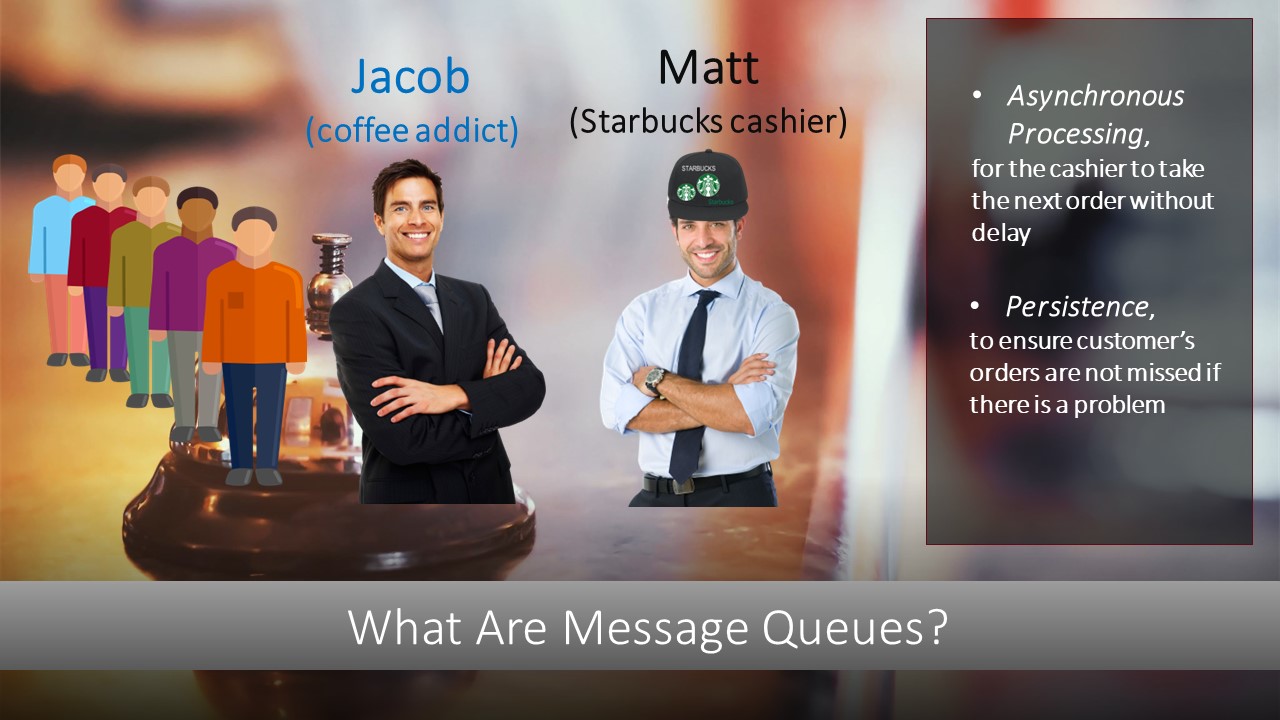 Jacob
(coffee addict)
Matt
(Starbucks cashier)
STARBUCKS
Starbucks
• Asynchronous
Processing,
for the cashier to take
the next order without
delay
• Persistence,
to ensure customer’s
orders are not missed if
there is a problem
What Are Message Queues?